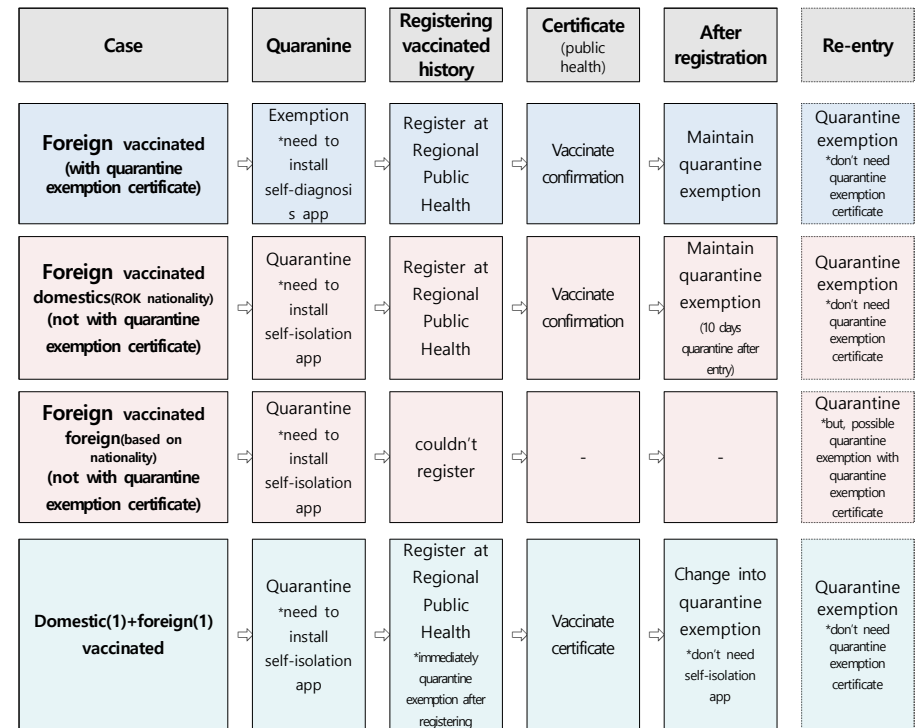 Case
Quaranine
Registering
vaccinated
history
Certificate
(public
health)
After
registration
Re-entry
Foreign vaccinated
(with quarantine
exemption certificate)
Exemption
*need to
install
self-diagnosi
s app
Register at
Regional
Public
Health
Vaccinate
confirmation
Maintain
quarantine
exemption
Quarantine
exemption
*don't need
quarantine
exemption
certificate
Foreign vaccinated
domestics(ROK nationality)
(not with quarantine
exemption certificate)
Quarantine
*need to
install
self-isolation
app
Register at
Regional
Public
Health
Vaccinate
confirmation
Maintain
quarantine
exemption
(10 days
quarantine after
entry)
Quarantine
exemption
*don't need
quarantine
exemption
certificate
Foreign vaccinated
foreign(based on
nationality)
(not with quarantine
exemption certificate)
Quarantine
*need to
install
self-isolation
app
couldn't
register
-
-
Quarantine
*but, possible
quarantine
exemption with
quarantine
exemption
certificate
Domestic(1)+foreign(1)
vaccinated
Quarantine
*need to
install
self-isolation
app
Register at
Regional
Public
Health
*immediately
quarantine
exemption after
registering
Vaccinate
certificate
Change into
quarantine
exemption
*don't need
self-isolation
app
Quarantine
exemption
*don't need
quarantine
exemption
certificate